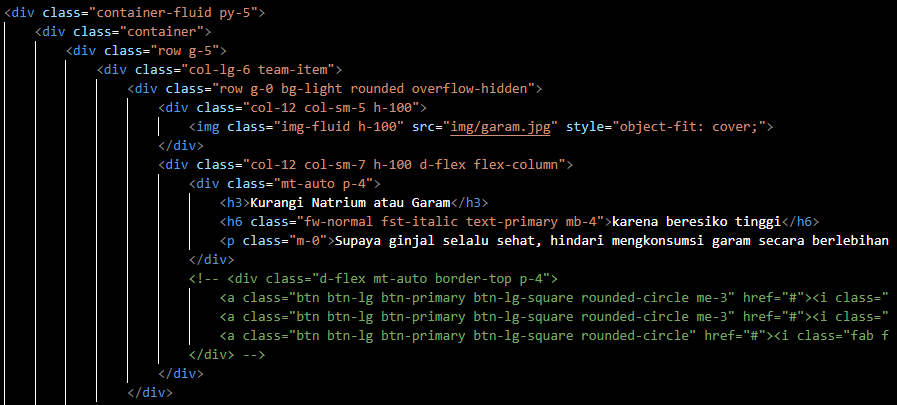 <div class="container-fluid py-5">
<div class="container">
<div class="row g-5">
<div class="col-lg-6 team-item">
<div class="row g-0 bg-light rounded overflow-hidden">
<div class="col-12 col-sm-5 h-100">
<img class="img-fluid h-100" src="img/garam.jpg" style="object-fit: cover;">
</div>
<div class="col-12 col-sm-7 h-100 d-flex flex-column">
<div class="mt-auto p-4">
<h3>Kurangi Natrium atau Garam</h3>
<h6 class="fw-normal fst-italic text-primary mb-4">karena beresiko tinggi</h6>
<p class="m-0">Supaya ginjal selalu sehat, hindari mengkonsumsi garam secara berlebihan
</div>
<!-- <div class="d-flex mt-auto border-top p-4">
<a class="btn btn-lg btn-primary btn-lg-square rounded-circle me-3" href="#"><i class="
<a class="btn btn-lg btn-primary btn-lg-square rounded-circle me-3" href="#"><i class="
<a class="btn btn-lg btn-primary btn-lg-square rounded-circle" href="#"><i class="fab f
</div> -->
</div>
</div>